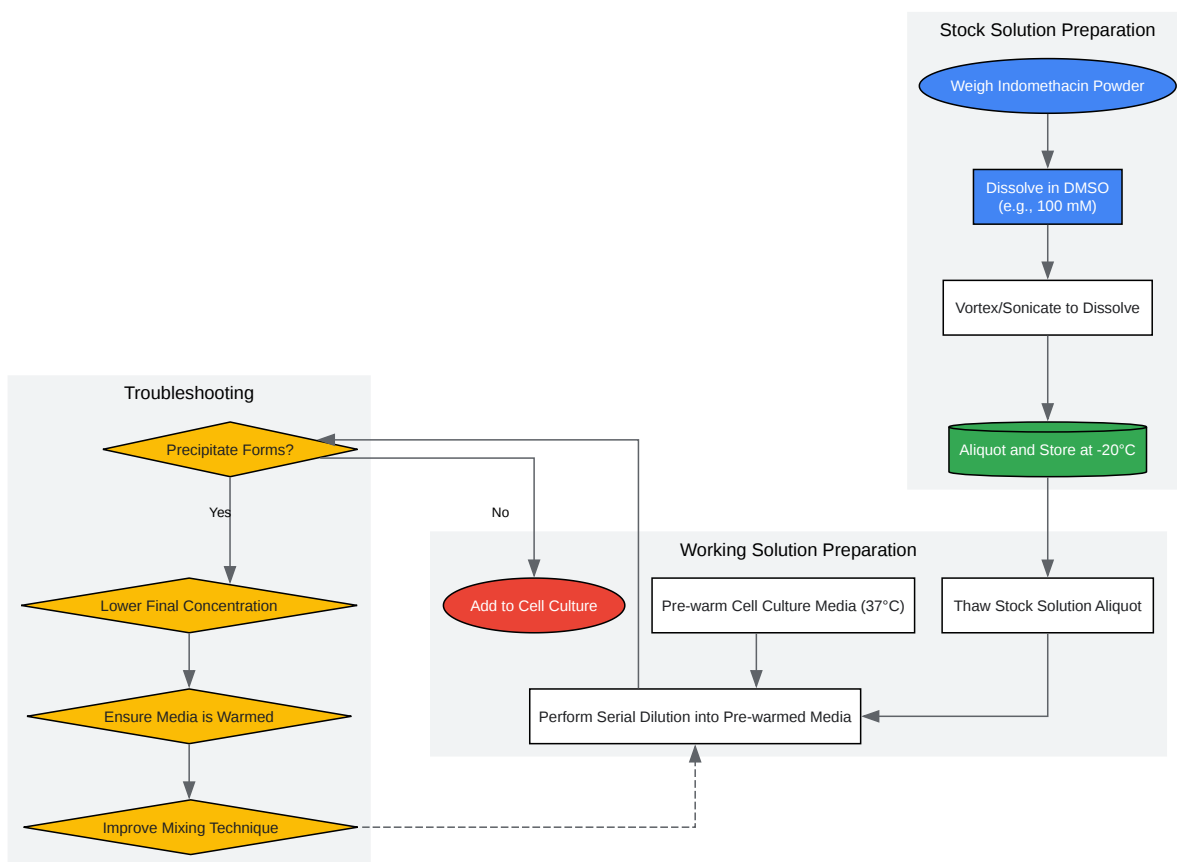 Stock Solution Preparation
Weigh Indomethacin Powder
Dissolve in DMSO
(e.g., 100 mM)
Vortex/Sonicate to Dissolve
Aliquot and Store at -20°C
Troubleshooting
Precipitate Forms?
Yes
No
Lower Final Concentration
Ensure Media is Warmed
Improve Mixing Technique
Working Solution Preparation
Add to Cell Culture
Pre-warm Cell Culture Media (37°C)
Thaw Stock Solution Aliquot
Perform Serial Dilution into Pre-warmed Media